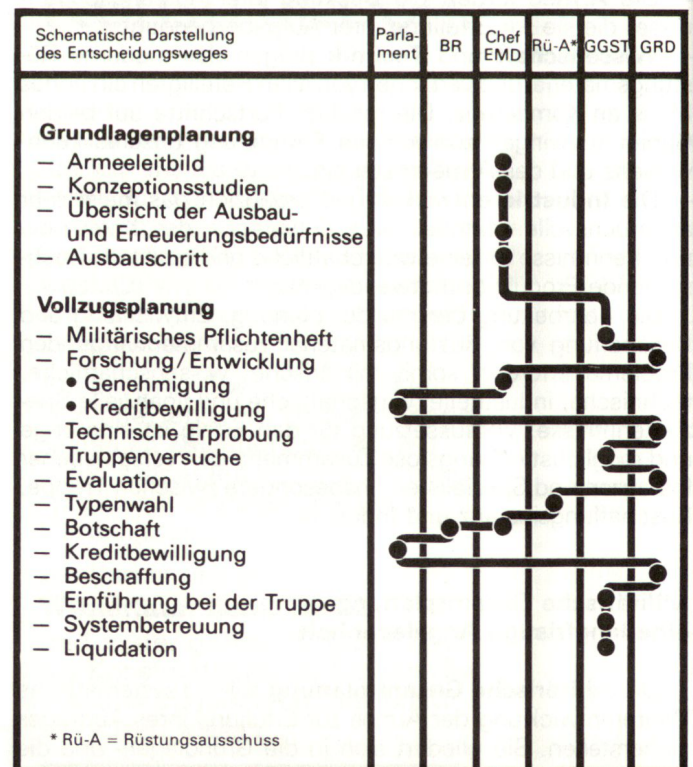 Schematische Darstellung
des Entscheidungsweges
Parla-
ment
BR
Chef
EMD
Rü-A*
GGST
GRD
Grundlagenplanung
— Armeeleitbild
— Konzeptionsstudien
— Übersicht der Ausbau-
und Erneuerungsbedürfnisse
— Ausbauschritt
Vollzugsplanung
— Militärisches Pflichtenheft
— Forschung/Entwicklung
• Genehmigung
• Kreditbewilligung
— Technische Erprobung
— Truppenversuche
— Evaluation
— Typenwahl
— Botschaft
— Kreditbewilligung
— Beschaffung
— Einführung bei der Truppe
— Systembetreuung
— Liquidation
* Rü-A = Rüstungsausschuss